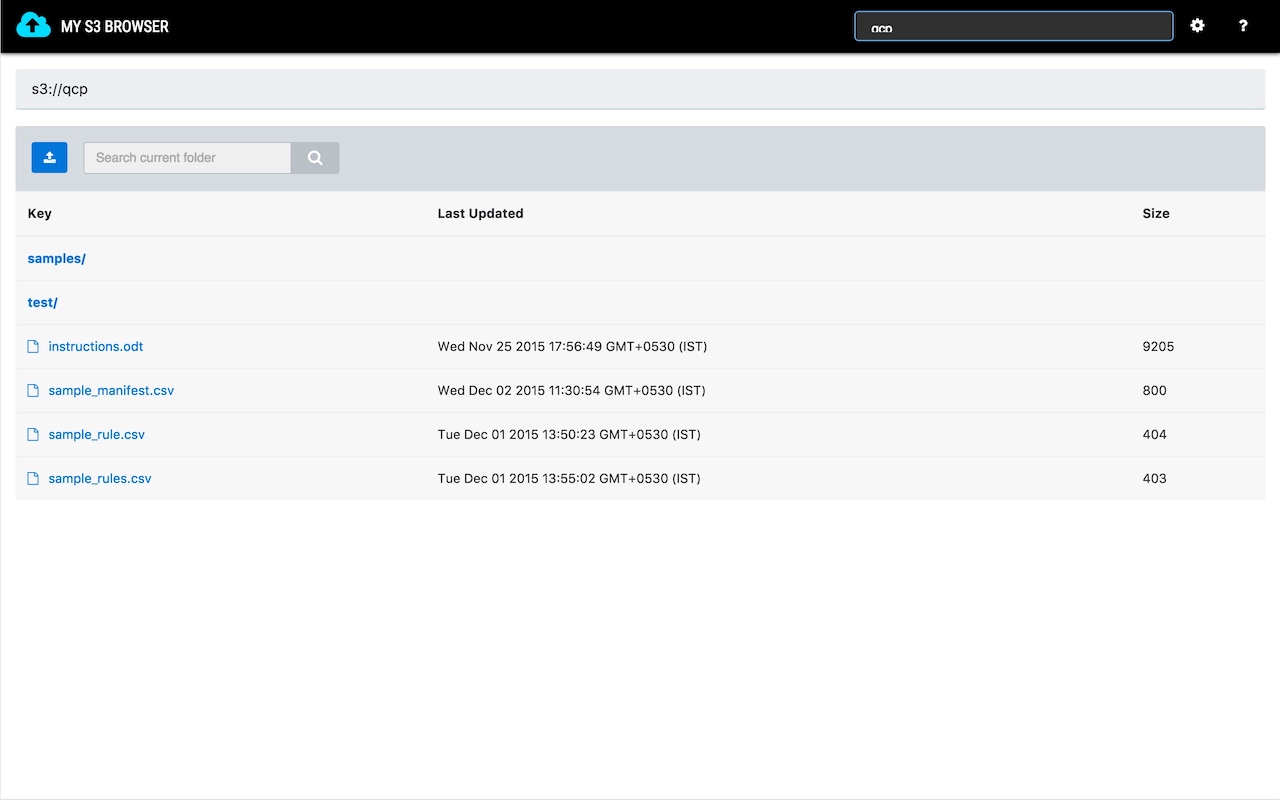 MY S3 BROWSER
qcp
?
s3://qcp
Search current folder
Key Last Updated Size
samples/
test/
instructions.odt Wed Nov 25 2015 17:56:49 GMT+0530 (IST) 9205
sample_manifest.csv Wed Dec 02 2015 11:30:54 GMT+0530 (IST) 800
sample_rule.csv Tue Dec 01 2015 13:50:23 GMT+0530 (IST) 404
sample_rules.csv Tue Dec 01 2015 13:55:02 GMT+0530 (IST) 403